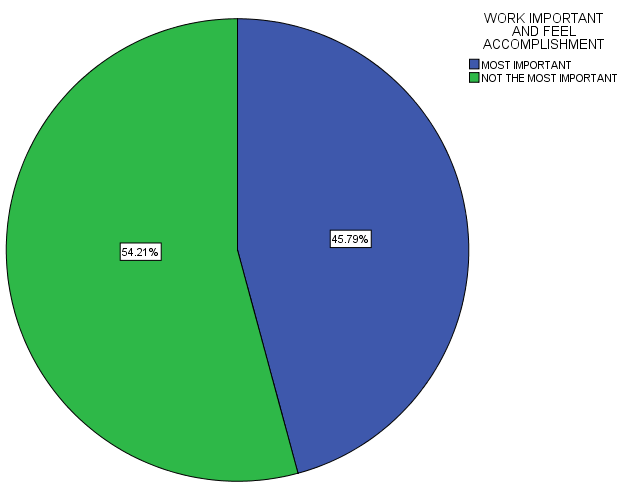 WORK IMPORTANT
AND FEEL
ACCOMPLISHMENT
MOST IMPORTANT
NOT THE MOST IMPORTANT
45.79%
54.21%